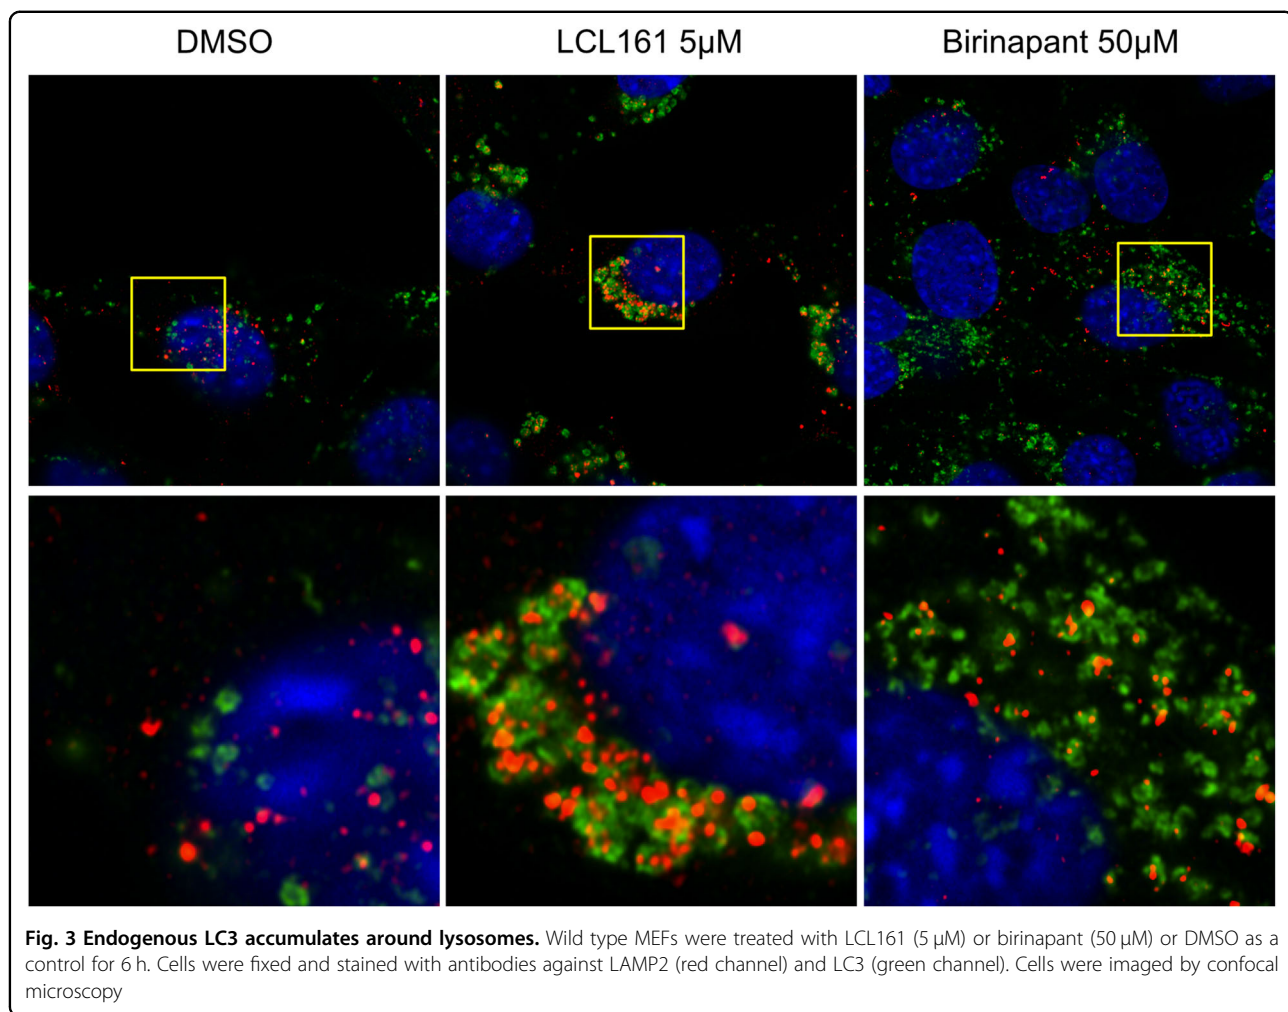 DMSO
LCL161 5µM
Birinapant 50µM
Fig. 3 Endogenous LC3 accumulates around lysosomes. Wild type MEFs were treated with LCL161 (5 µM) or birinapant (50 µM) or DMSO as a
control for 6 h. Cells were fixed and stained with antibodies against LAMP2 (red channel) and LC3 (green channel). Cells were imaged by confocal
microscopy